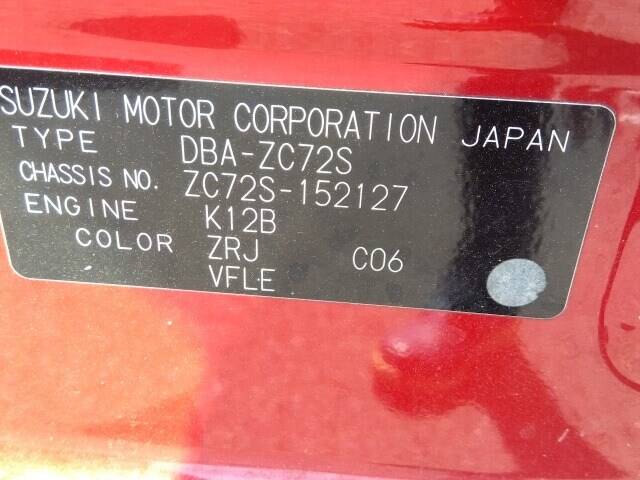 SUZUKI MOTOR CORPORATION JAPAN
TYPE DBA-ZC72S
CHASSIS NO. ZC72S-152127
ENGINE K12B
COLOR ZRJ C06
VFLE